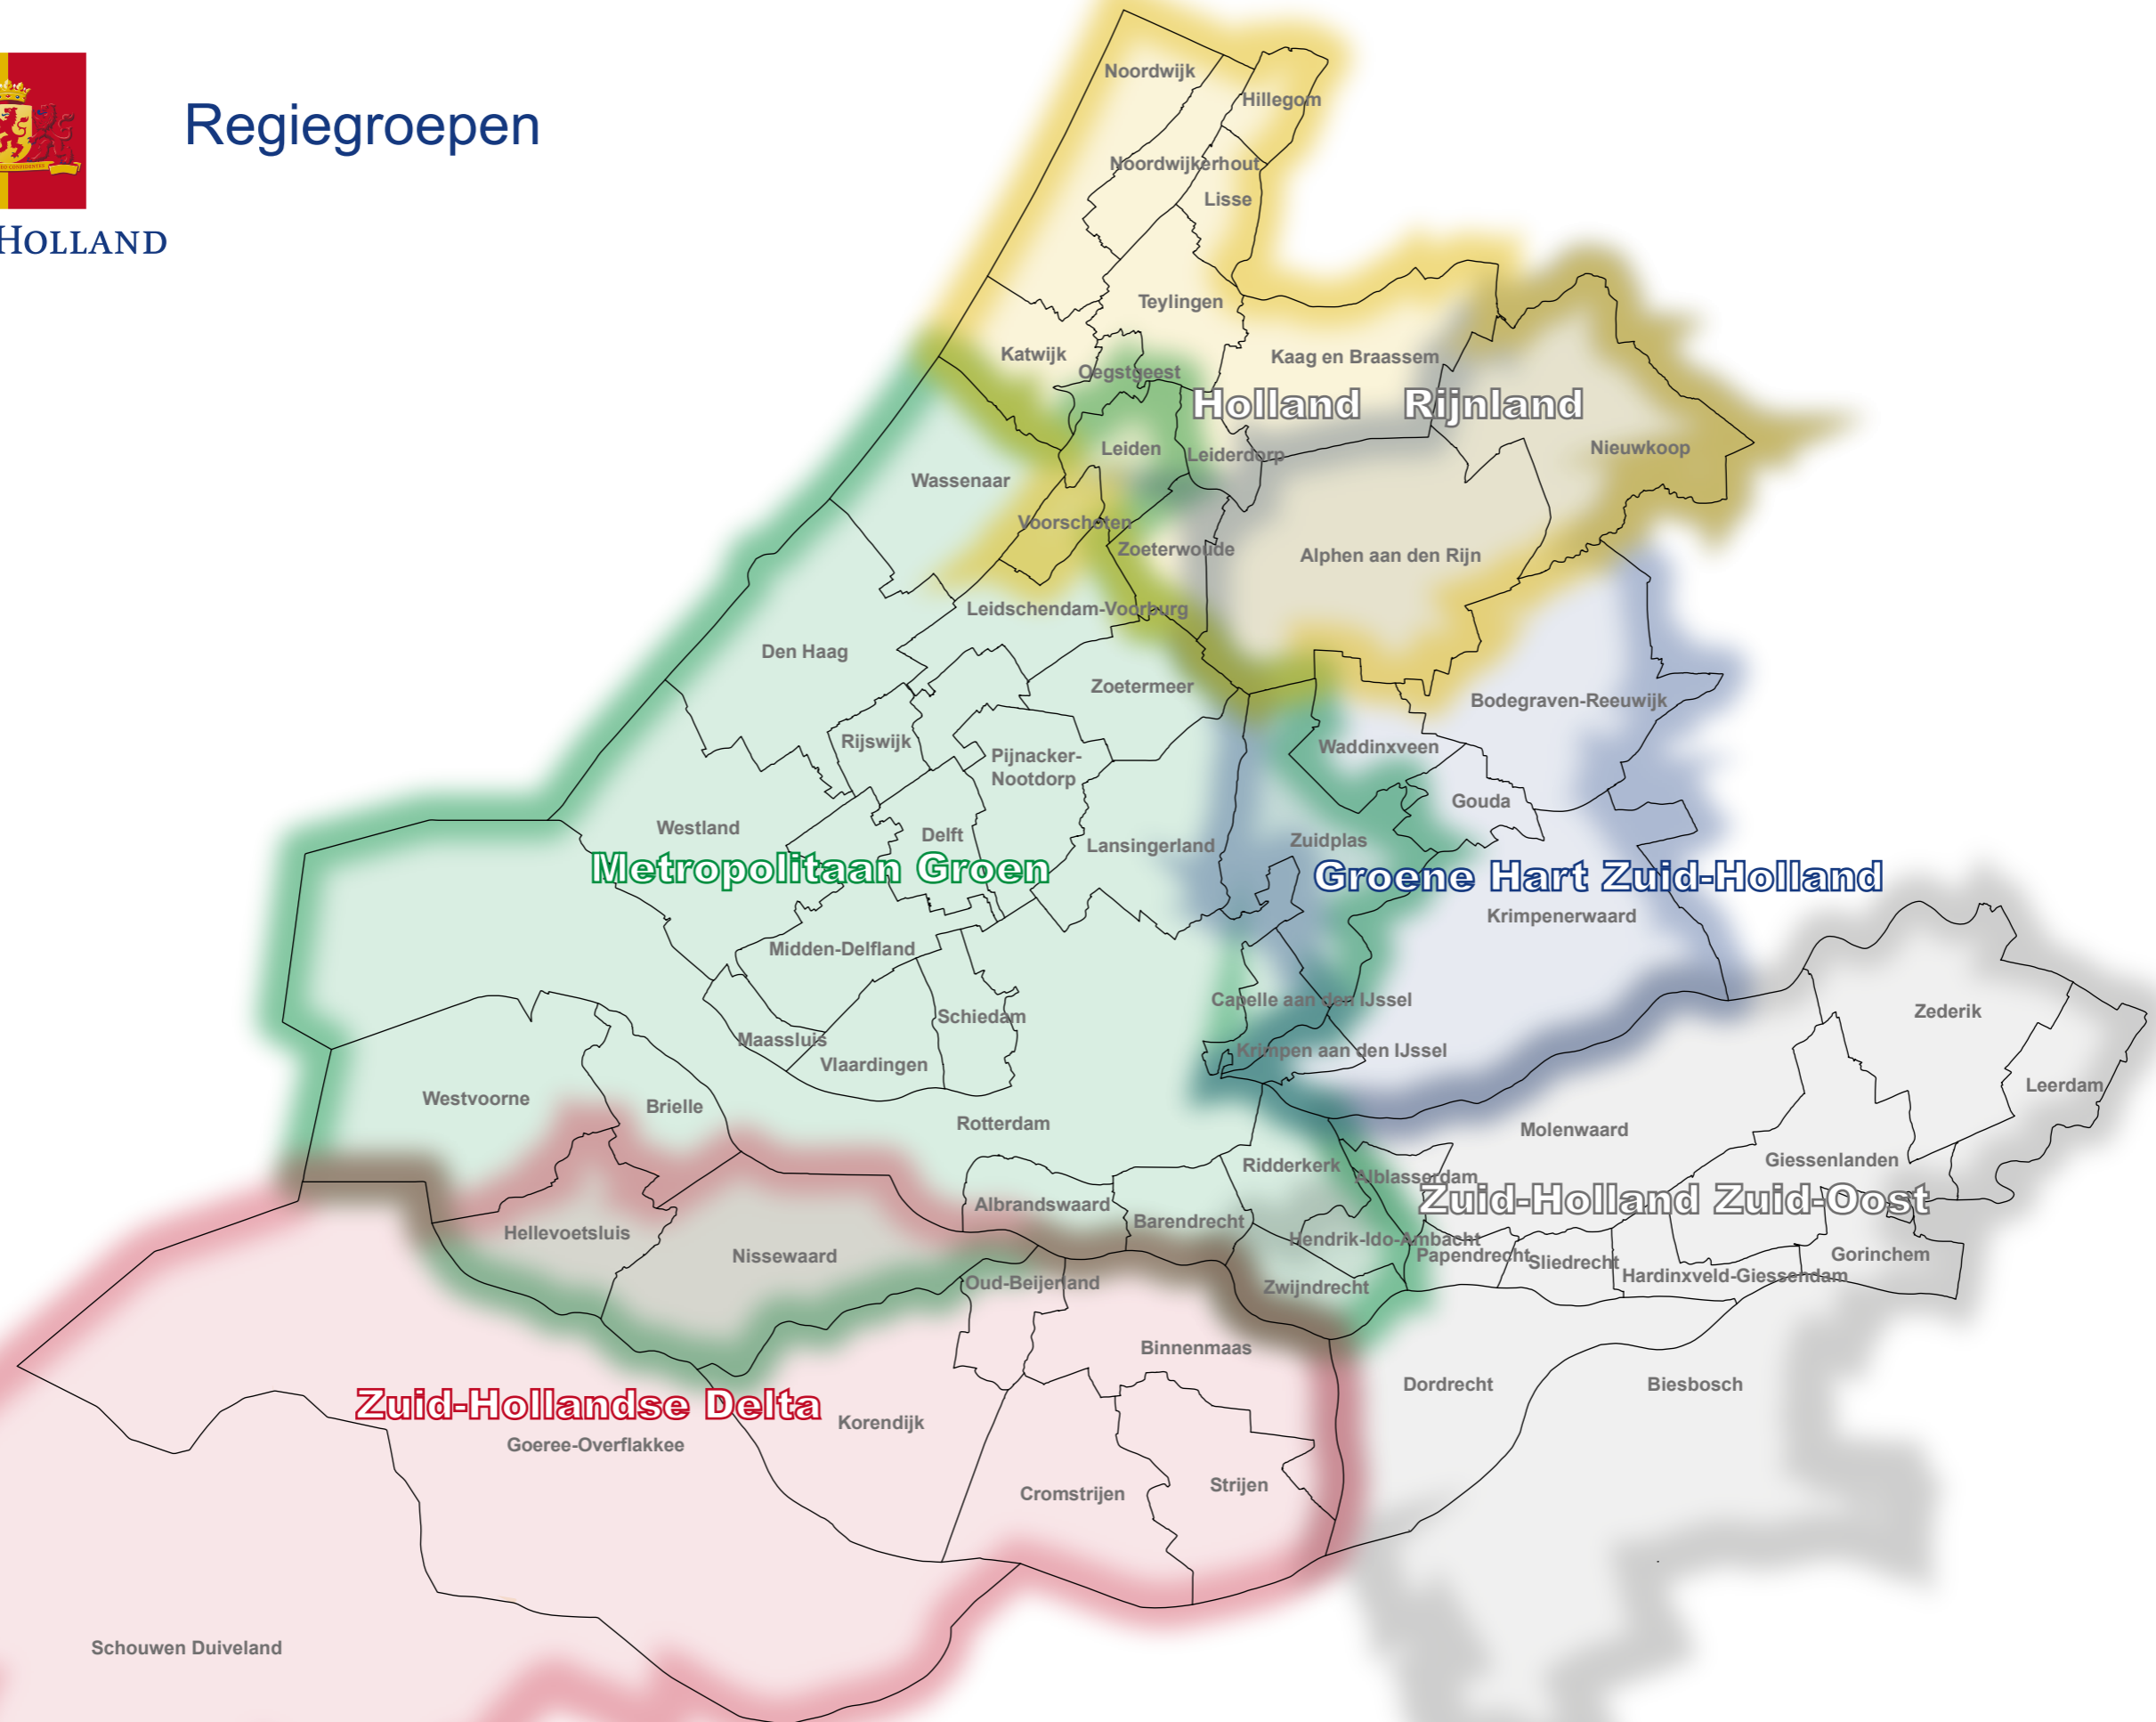 Regiegroepen
HOLLAND
Noordwijk
Hillegom
Noordwijkerhout
Lisse
Teylingen
Katwijk
Kaag en Braassem
Oegstgeest
Holland Rijnland
Leiden
Leiderdorp
Nieuwkoop
Wassenaar
Voorschoten
Zoeterwoude
Alphen aan den Rijn
Leidschendam-Voorburg
Den Haag
Zoetermeer
Bodegraven-Reeuwijk
Rijswijk
Waddinxveen
Pijnacker-
Nootdorp
Gouda
Westland
Delft
Zuidplas
Lansingerland
Metropolitaan Groen
Groene Hart Zuid-Holland
Krimpenerwaard
Midden-Delfland
Capelle aan den IJssel
Zederik
Schiedam
Maassluis
Krimpen aan den IJssel
Vlaardingen
Leerdam
Westvoorne
Brielle
Rotterdam
Molenwaard
Giessenlanden
Ridderkerk
Alblasserdam
Zuid-Holland Zuid-Oost
Albrandswaard
Barendrecht
Hellevoetsluis
Hendrik-Ido-Ambacht
Nissewaard
Papendrecht
Sliedrecht
Gorinchem
Hardinxveld-Giessendam
Oud-Beijerland
Zwijndrecht
Binnenmaas
Dordrecht
Biesbosch
Zuid-Hollandse Delta
Korendijk
Goeree-Overflakkee
Strijen
Cromstrijen
Schouwen Duiveland